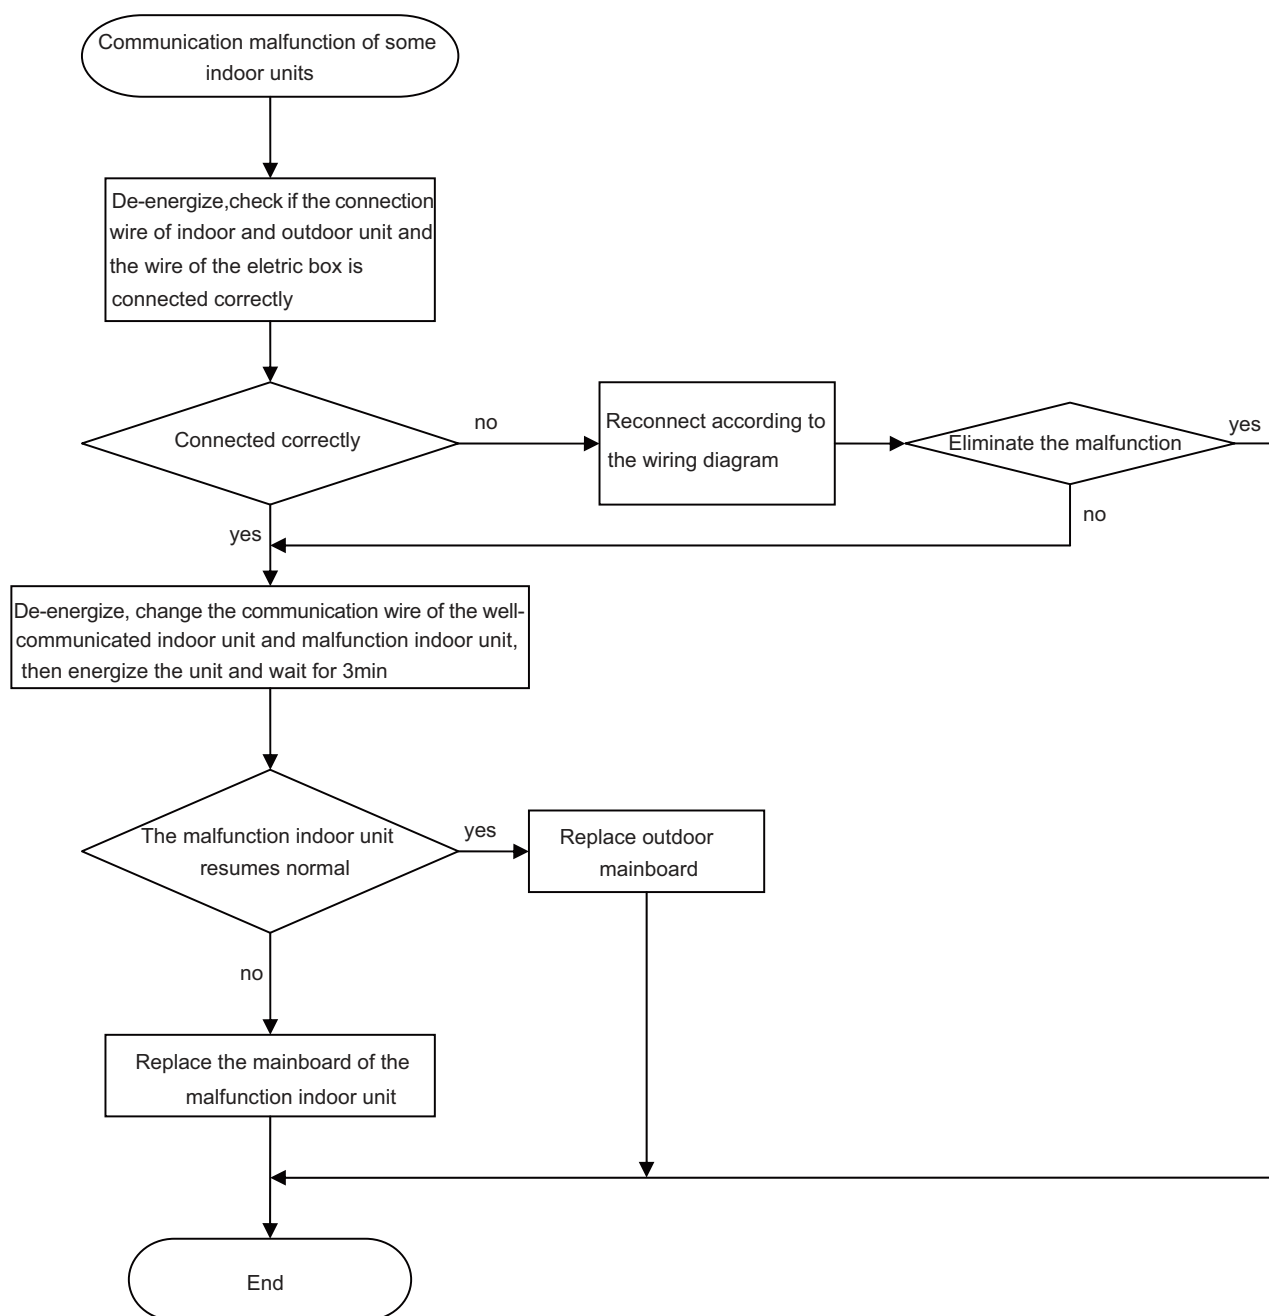 Communication malfunction of some
indoor units
De-energize,check if the connection
wire of indoor and outdoor unit and
the wire of the eletric box is
connected correctly
Connected correctly
no
Reconnect according to
the wiring diagram
Eliminate the malfunction
yes
no
yes
De-energize, change the communication wire of the well-
communicated indoor unit and malfunction indoor unit,
then energize the unit and wait for 3min
The malfunction indoor unit
resumes normal
yes
Replace outdoor
mainboard
no
Replace the mainboard of the
malfunction indoor unit
End